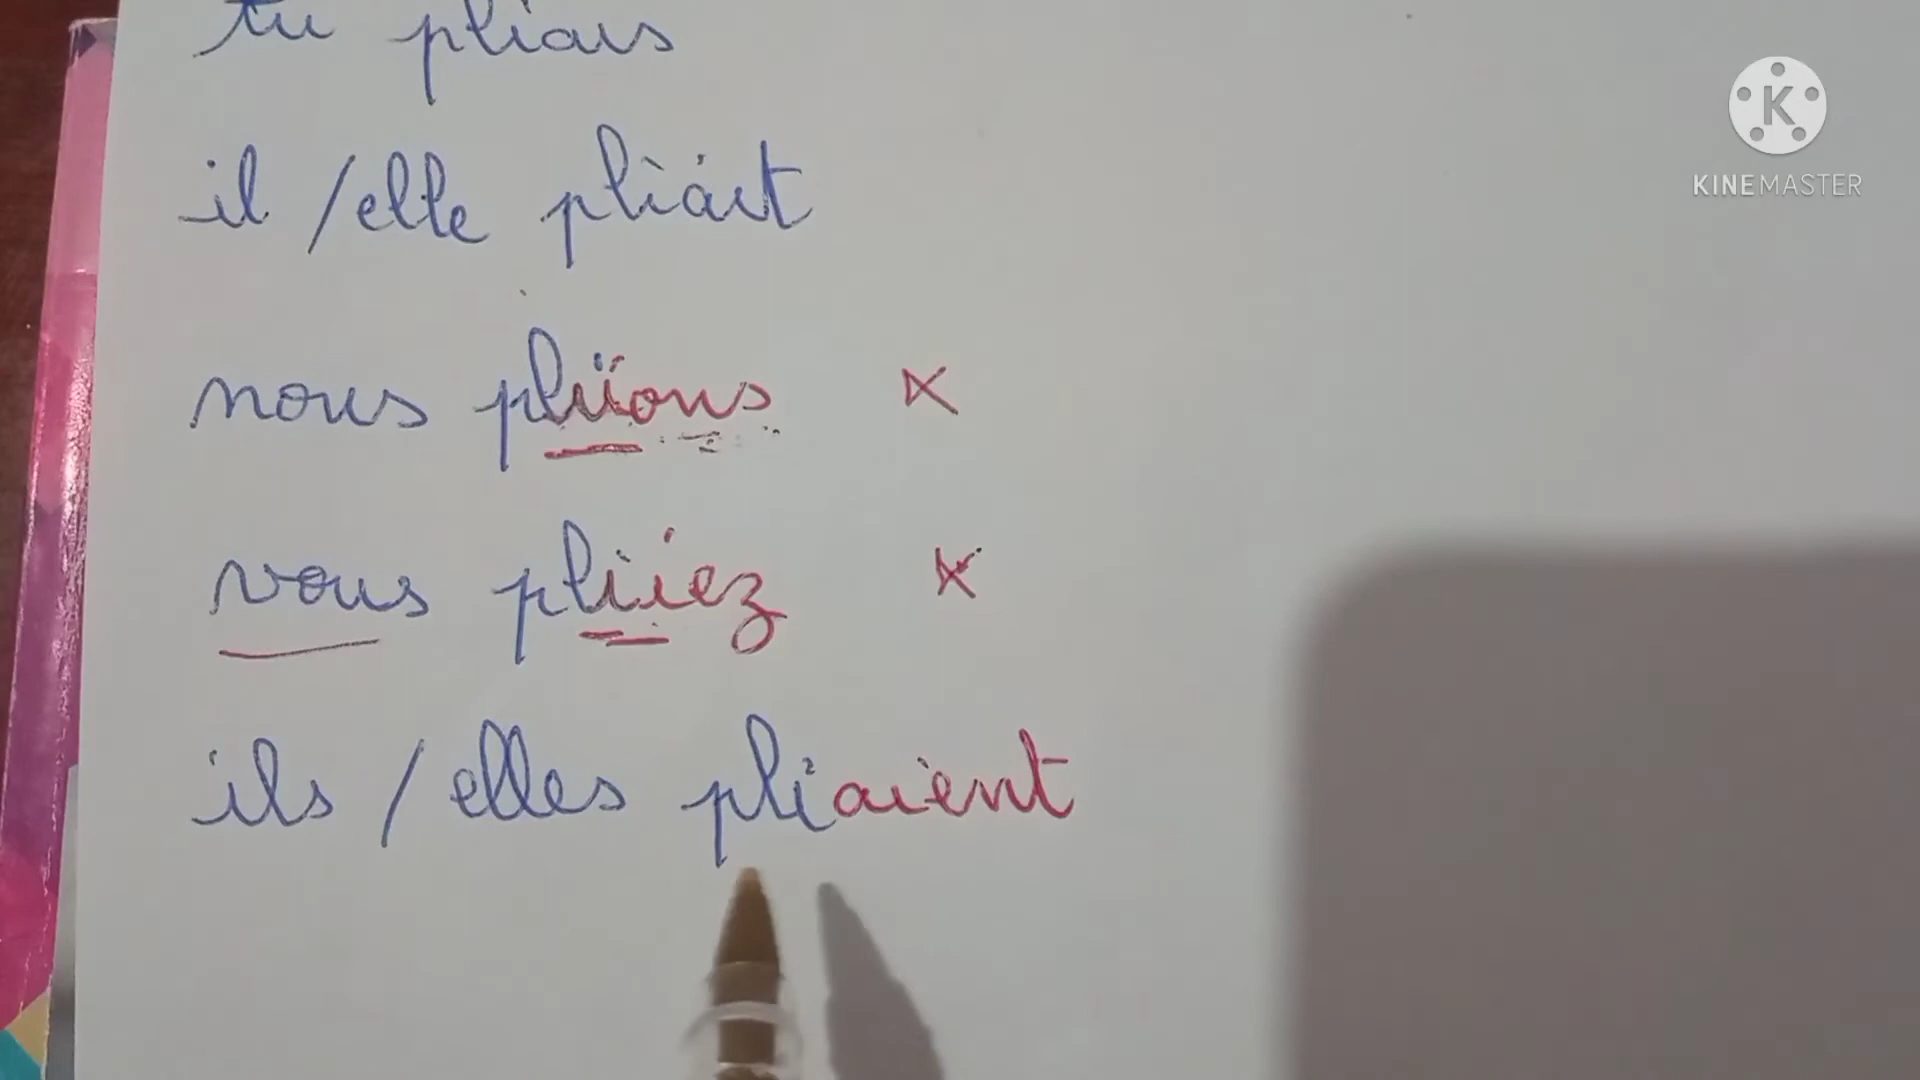 tu pliais
K
KINEMASTER
il / elle pliait
nous pliions x
vous pliiez x
ils / elles pliaient